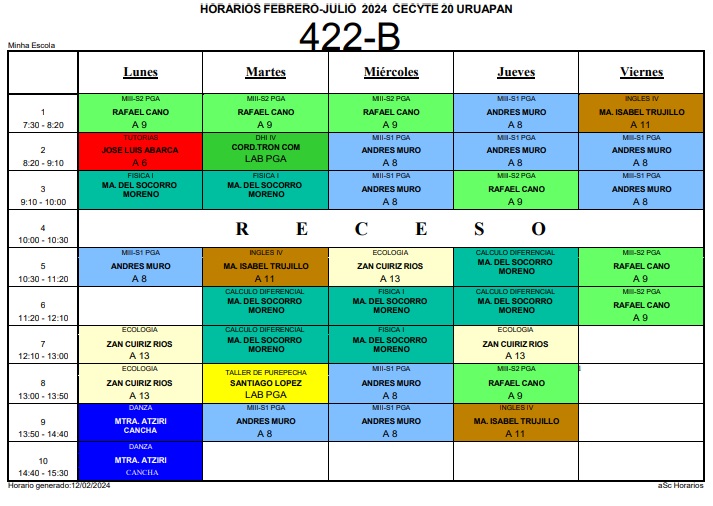 HORARIOS FEBRERO-JULIO 2024 CECYTE 20 URUAPAN
422-B
Minha Escola
Lunes Martes Miércoles Jueves Viernes
1
7:30 - 8:20
MIII-S2 PGA
RAFAEL CANO
A 9
MIII-S2 PGA
RAFAEL CANO
A 9
MIII-S2 PGA
RAFAEL CANO
A 9
MIII-S1 PGA
ANDRES MURO
A 8
INGLES IV
MA. ISABEL TRUJILLO
A 11
2
8:20 - 9:10
TUTORIAS
JOSE LUIS ABARCA
A 6
DHI IV
CORD.TRON COM
LAB PGA
MIII-S1 PGA
ANDRES MURO
A 8
MIII-S1 PGA
ANDRES MURO
A 8
MIII-S1 PGA
ANDRES MURO
A 8
3
9:10 - 10:00
FISICA I
MA. DEL SOCORRO
MORENO
FISICA I
MA. DEL SOCORRO
MORENO
MIII-S1 PGA
ANDRES MURO
A 8
MIII-S2 PGA
RAFAEL CANO
A 9
MIII-S1 PGA
ANDRES MURO
A 8
4
10:00 - 10:30
R E C E S O
5
10:30 - 11:20
MIII-S1 PGA
ANDRES MURO
A 8
INGLES IV
MA. ISABEL TRUJILLO
A 11
ECOLOGIA
ZAN CUIRIZ RIOS
A 13
CALCULO DIFERENCIAL
MA. DEL SOCORRO
MORENO
MIII-S2 PGA
RAFAEL CANO
A 9
6
11:20 - 12:10
CALCULO DIFERENCIAL
MA. DEL SOCORRO
MORENO
FISICA I
MA. DEL SOCORRO
MORENO
CALCULO DIFERENCIAL
MA. DEL SOCORRO
MORENO
MIII-S2 PGA
RAFAEL CANO
A 9
7
12:10 - 13:00
ECOLOGIA
ZAN CUIRIZ RIOS
A 13
CALCULO DIFERENCIAL
MA. DEL SOCORRO
MORENO
FISICA I
MA. DEL SOCORRO
MORENO
ECOLOGIA
ZAN CUIRIZ RIOS
A 13
8
13:00 - 13:50
ECOLOGIA
ZAN CUIRIZ RIOS
A 13
TALLER DE PUREPECHA
SANTIAGO LOPEZ
LAB PGA
MIII-S1 PGA
ANDRES MURO
A 8
MIII-S2 PGA
RAFAEL CANO
A 9
9
13:50 - 14:40
DANZA
MTRA. ATZIRI
CANCHA
MIII-S1 PGA
ANDRES MURO
A 8
MIII-S1 PGA
ANDRES MURO
A 8
INGLES IV
MA. ISABEL TRUJILLO
A 11
10
14:40 - 15:30
DANZA
MTRA. ATZIRI
CANCHA
Horario generado:12/02/2024
aSc Horarios